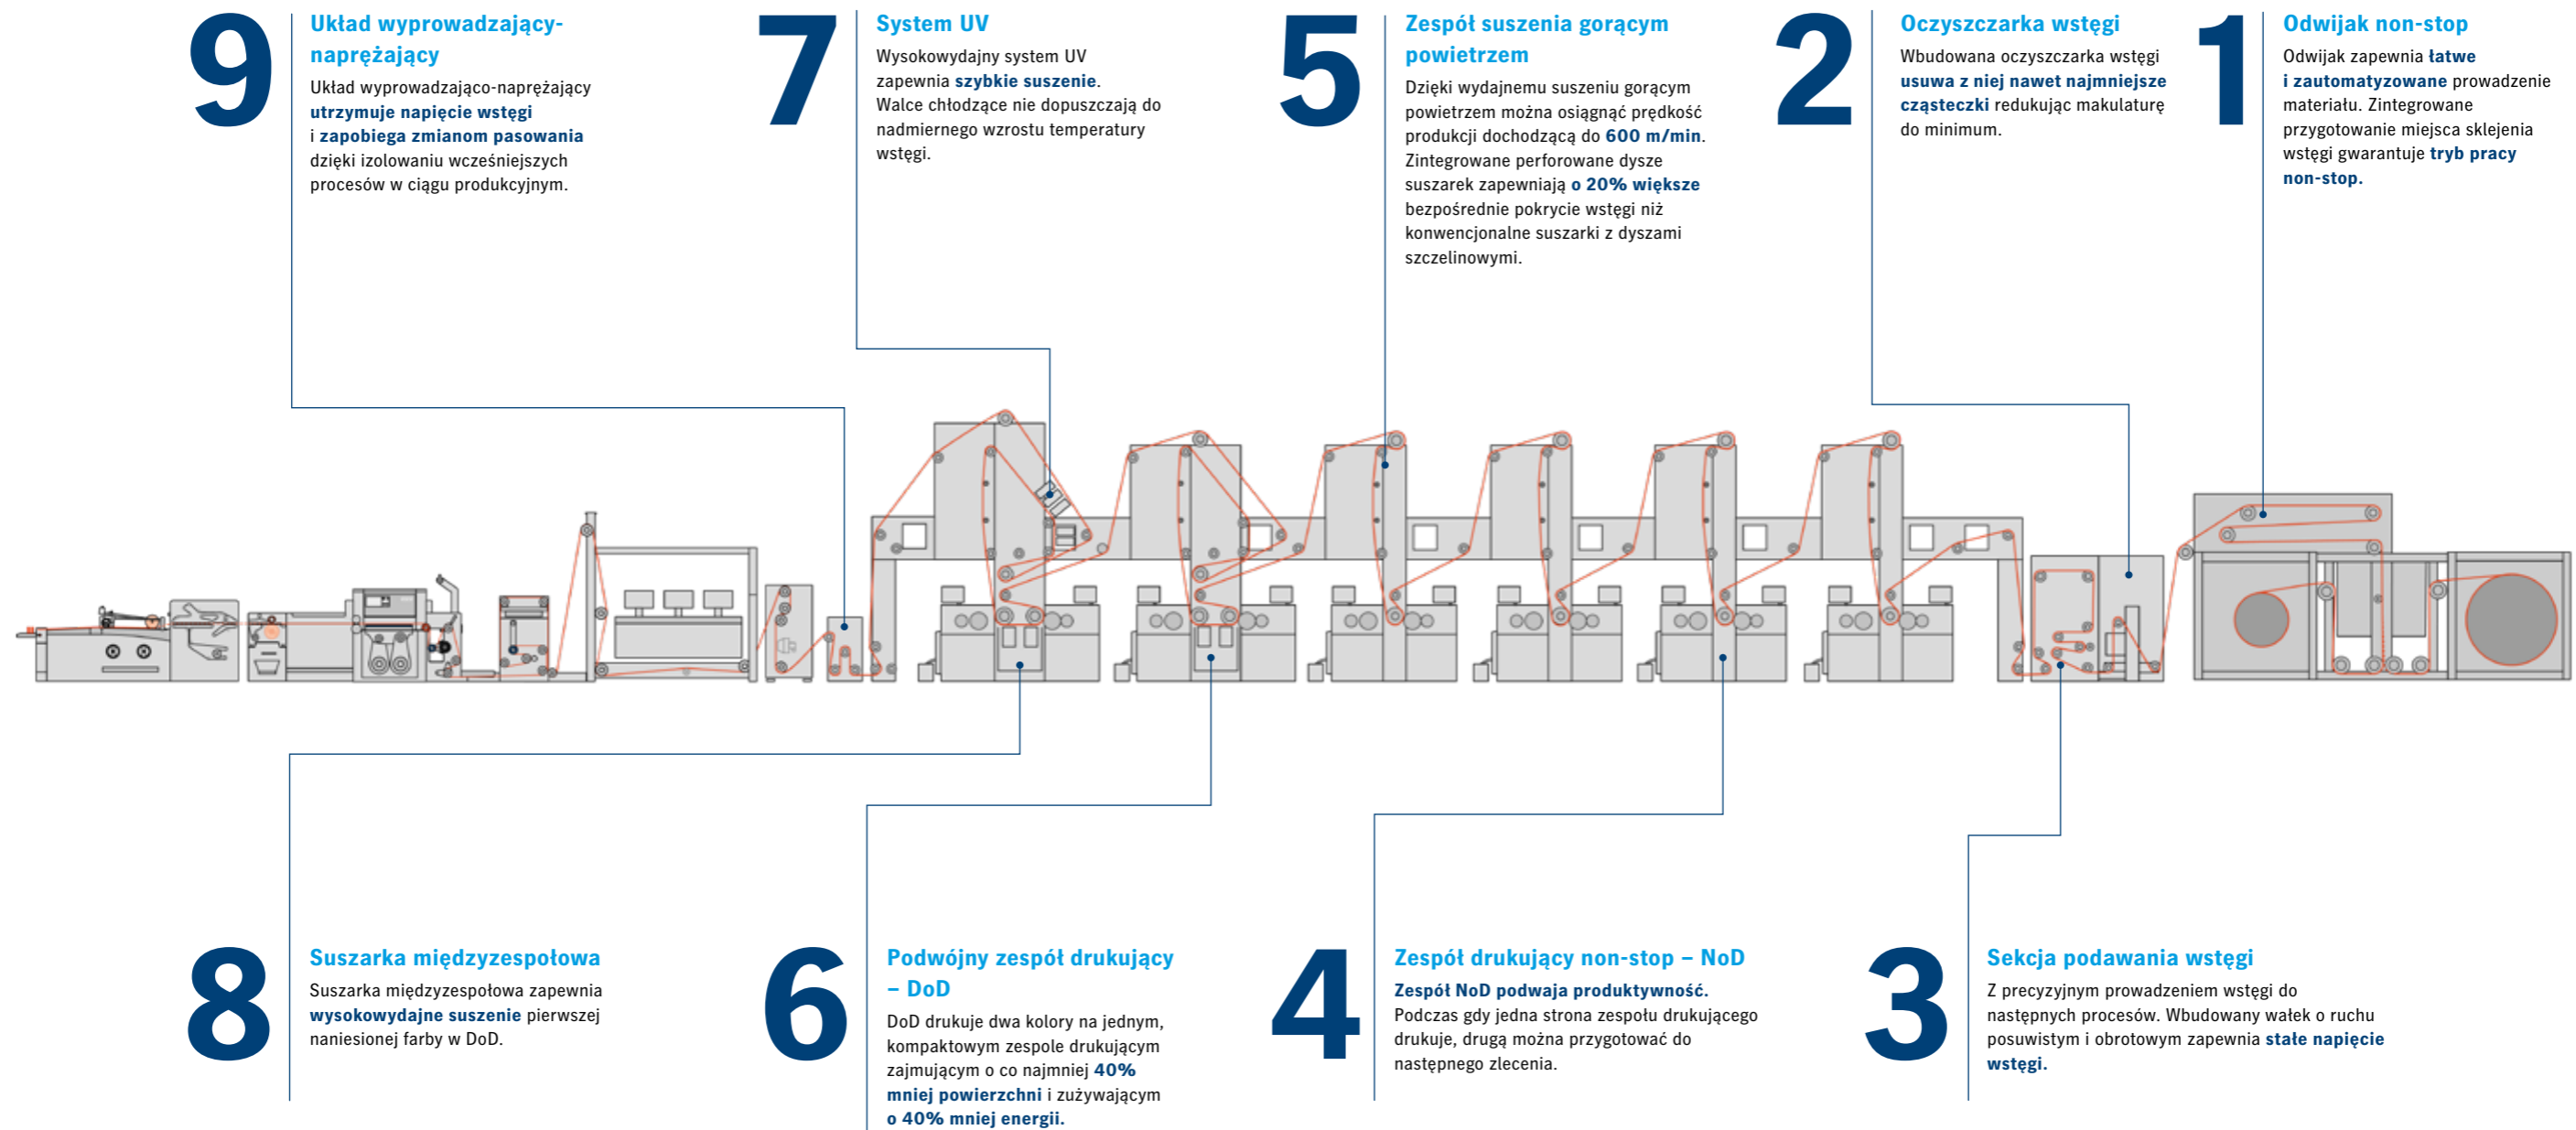 9
Układ wyprowadzający-
naprężający
Układ wyprowadzająco-naprężający
utrzymuje napięcie wstęgi
i zapobiega zmianom pasowania
dzięki izolowaniu wcześniejszych
procesów w ciągu produkcyjnym.
7
System UV
Wysokowydajny system UV
zapewnia szybkie suszenie.
Walce chłodzące nie dopuszczają do
nadmiernego wzrostu temperatury
wstęgi.
5
Zespół suszenia gorącym
powietrzem
Dzięki wydajnemu suszeniu gorącym
powietrzem można osiągnąć prędkość
produkcji dochodzącą do 600 m/min.
Zintegrowane perforowane dysze
suszarek zapewniają o 20% większe
bezpośrednie pokrycie wstęgi niż
konwencjonalne suszarki z dyszami
szczelinowymi.
2
Oczyszczarka wstęgi
Wbudowana oczyszczarka wstęgi
usuwa z niej nawet najmniejsze
cząsteczki redukując makulaturę
do minimum.
1
Odwijak non-stop
Odwijak zapewnia łatwe
i zautomatyzowane prowadzenie
materiału. Zintegrowane
przygotowanie miejsca sklejenia
wstęgi gwarantuje tryb pracy
non-stop.
8
Suszarka międzyzespołowa
Suszarka międzyzespołowa zapewnia
wysokowydajne suszenie pierwszej
naniesionej farby w DoD.
6
Podwójny zespół drukujący
– DoD
DoD drukuje dwa kolory na jednym,
kompaktowym zespole drukującym
zajmującym o co najmniej 40%
mniej powierzchni i zużywającym
o 40% mniej energii.
4
Zespół drukujący non-stop – NoD
Zespół NoD podwaja produktywność.
Podczas gdy jedna strona zespołu drukującego
drukuje, drugą można przygotować do
następnego zlecenia.
3
Sekcja podawania wstęgi
Z precyzyjnym prowadzeniem wstęgi do
następnych procesów. Wbudowany wałek o ruchu
posuwistym i obrotowym zapewnia stałe napięcie
wstęgi.